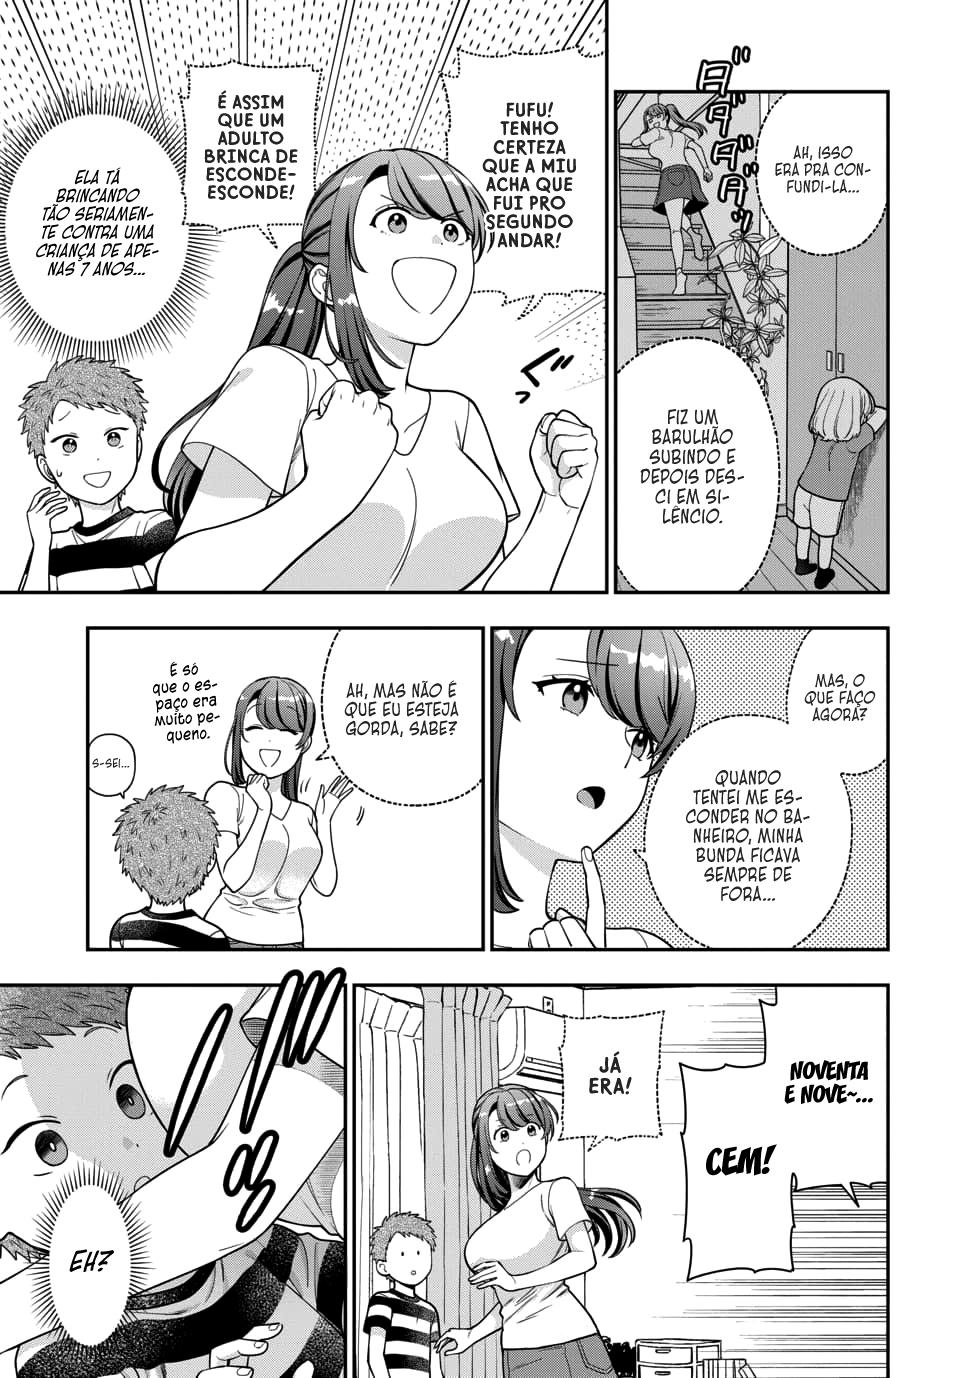 AH, ISSO
ERA PRA CON-
FUNDI-LA...
ダダダダ
FIZ UM
BARULHÃO
SUBINDO E
DEPOIS DES-
CI EM SI-
LÊNCIO.
FUFU!
TENHO
CERTEZA
QUE A MIU
ACHA QUE
FUI PRO
SEGUNDO
ANDAR!
É ASSIM
QUE UM
ADULTO
BRINCA DE
ESCONDE-
ESCONDE!
ELA TÁ
BRINCANDO
TÃO SERIAMEN-
TE CONTRA UMA
CRIANÇA DE APE-
NAS 7 ANOS...
MAS, O
QUE FAÇO
AGORA?
QUANDO
TENTEI ME ES-
CONDER NO BA-
NHEIRO, MINHA
BUNDA FICAVA
SEMPRE DE
FORA...
AH, MAS NÃO É
QUE EU ESTEJA
GORDA, SABE?
É SÓ
QUE O ES-
PAÇO ERA
MUITO PE-
QUENO.
S-SEI...
NOVENTA
E NOVE~...
CEM!
JÁ
ERA!
EH?